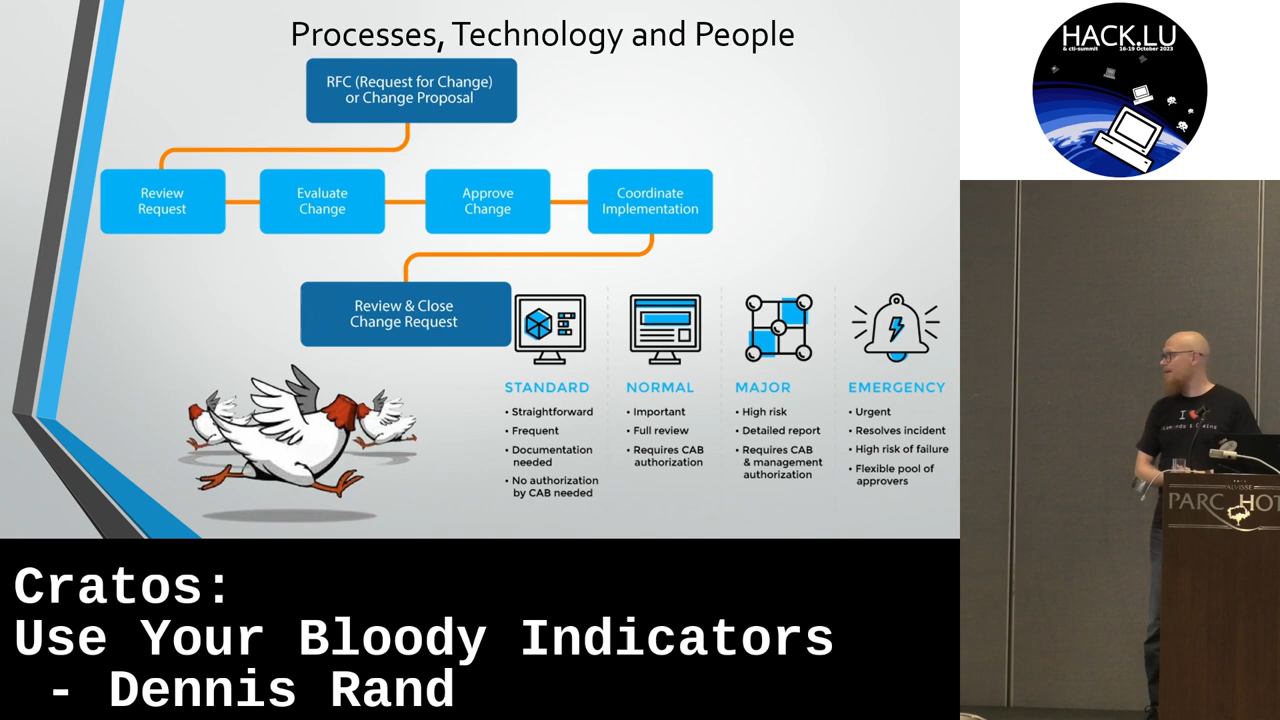 Processes, Technology and People
RFC (Request for Change)
or Change Proposal
Review
Request
Evaluate
Change
Approve
Change
Coordinate
Implementation
Review & Close
Change Request
STANDARD
• Straightforward
• Frequent
• Documentation
needed
• No authorization
by CAB needed
NORMAL
• Important
• Full review
• Requires CAB
authorization
MAJOR
• High risk
• Detailed report
• Requires CAB
& management
authorization
EMERGENCY
• Urgent
• Resolves incident
• High risk of failure
• Flexible pool of
approvers
HACK.LU
& cti-summit 16-19 October 2023
I
ALVISSE
PARC HOT
Cratos:
Use Your Bloody Indicators
- Dennis Rand